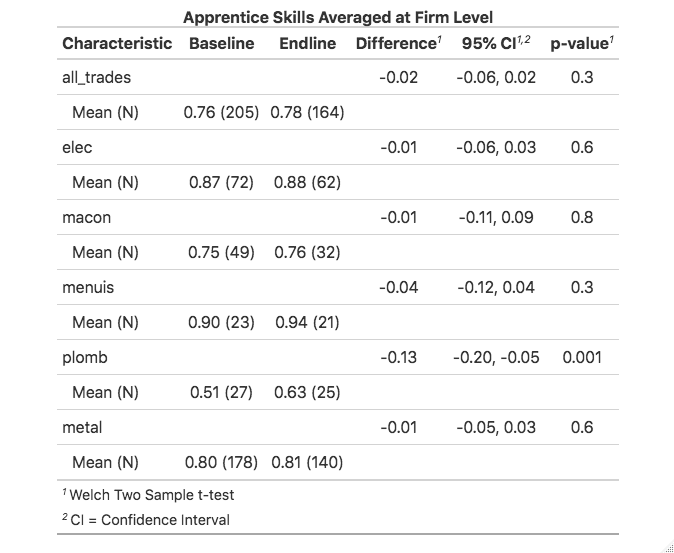 Apprentice Skills Averaged at Firm Level
Characteristic Baseline Endline Difference¹ 95% CI¹,² p-value¹
all_trades -0.02 -0.06, 0.02 0.3
Mean (N) 0.76 (205) 0.78 (164)
elec -0.01 -0.06, 0.03 0.6
Mean (N) 0.87 (72) 0.88 (62)
macon -0.01 -0.11, 0.09 0.8
Mean (N) 0.75 (49) 0.76 (32)
menuis -0.04 -0.12, 0.04 0.3
Mean (N) 0.90 (23) 0.94 (21)
plomb -0.13 -0.20, -0.05 0.001
Mean (N) 0.51 (27) 0.63 (25)
metal -0.01 -0.05, 0.03 0.6
Mean (N) 0.80 (178) 0.81 (140)
¹ Welch Two Sample t-test
² CI = Confidence Interval